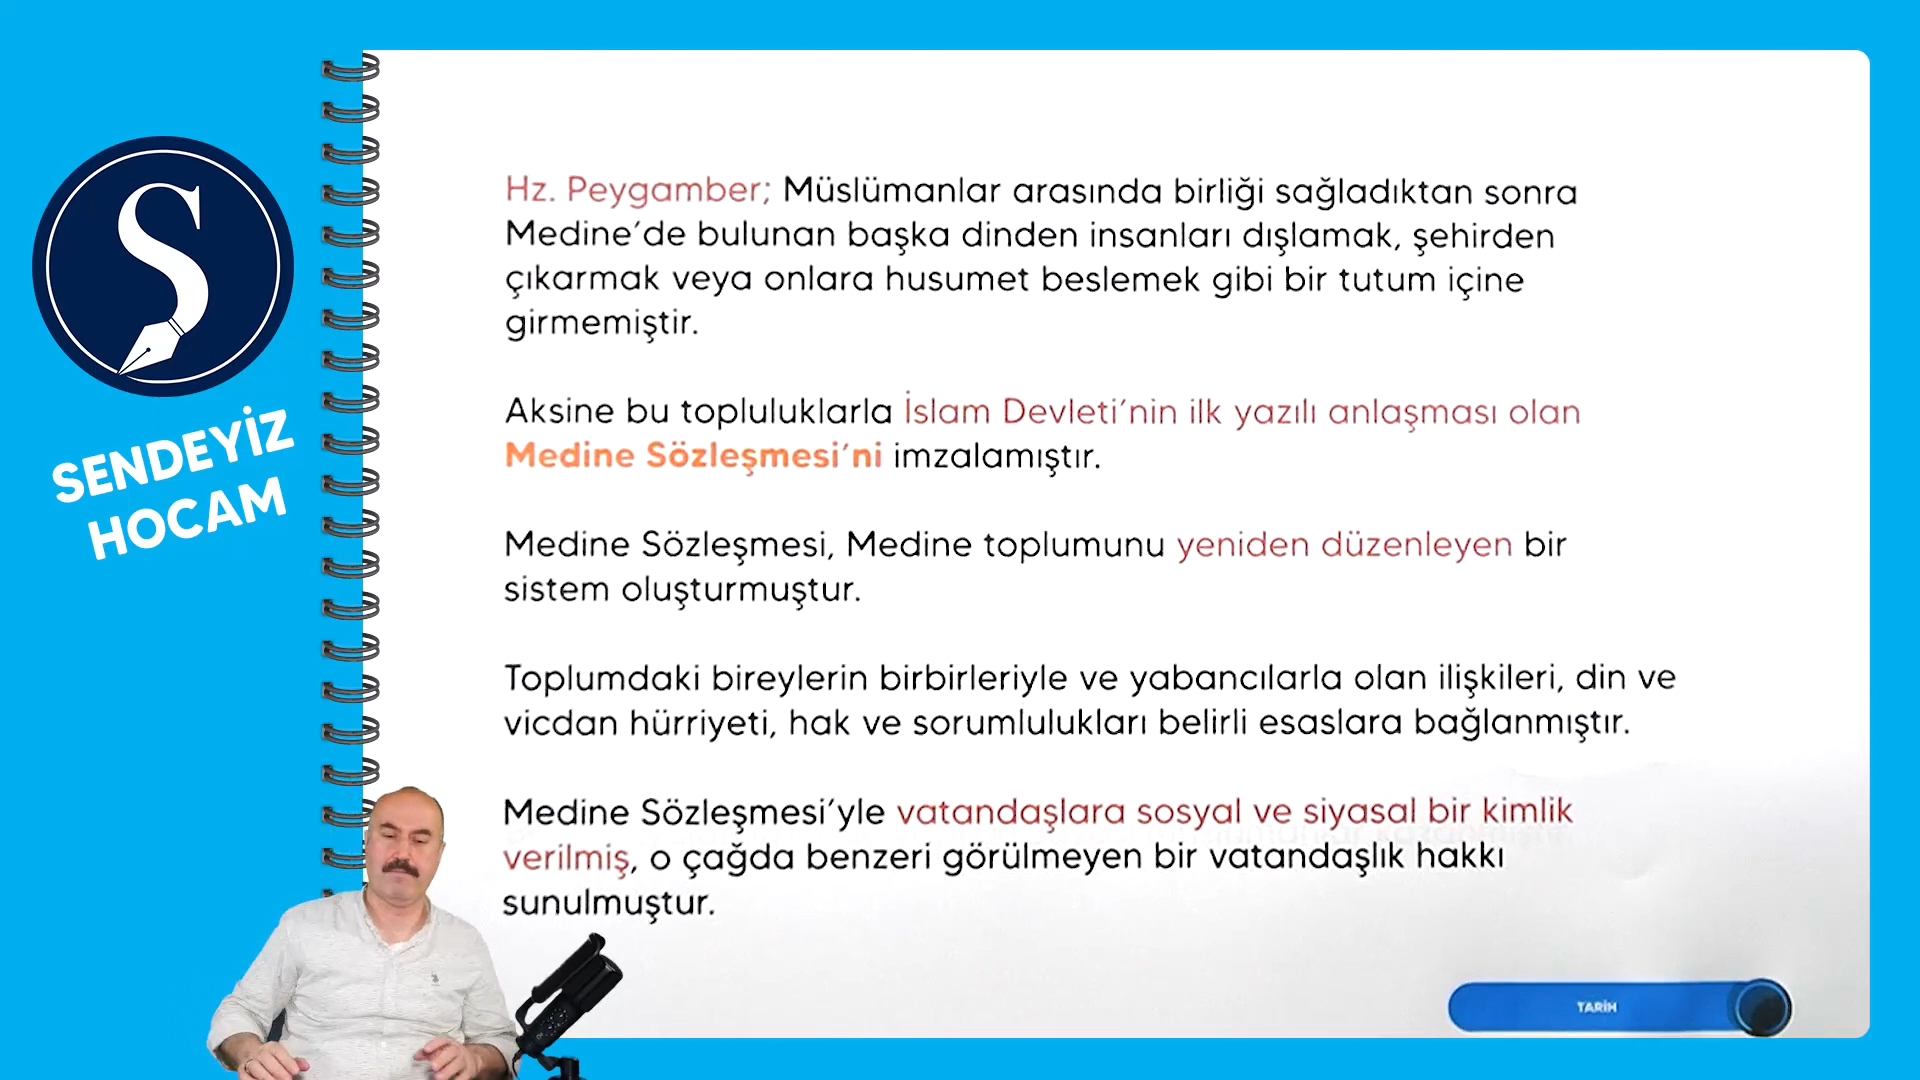 SENDEYİZ
HOCAM
Hz. Peygamber; Müslümanlar arasında birliği sağladıktan sonra
Medine'de bulunan başka dinden insanları dışlamak, şehirden
çıkarmak veya onlara husumet beslemek gibi bir tutum içine
girmemiştir.
Aksine bu topluluklarla İslam Devleti'nin ilk yazılı anlaşması olan
Medine Sözleşmesi'ni imzalamıştır.
Medine Sözleşmesi, Medine toplumunu yeniden düzenleyen bir
sistem oluşturmuştur.
Toplumdaki bireylerin birbirleriyle ve yabancılarla olan ilişkileri, din ve
vicdan hürriyeti, hak ve sorumlulukları belirli esaslara bağlanmıştır.
Medine Sözleşmesi'yle vatandaşlara sosyal ve siyasal bir kimlik
verilmiş, o çağda benzeri görülmeyen bir vatandaşlık hakkı
sunulmuştur.
TARİH